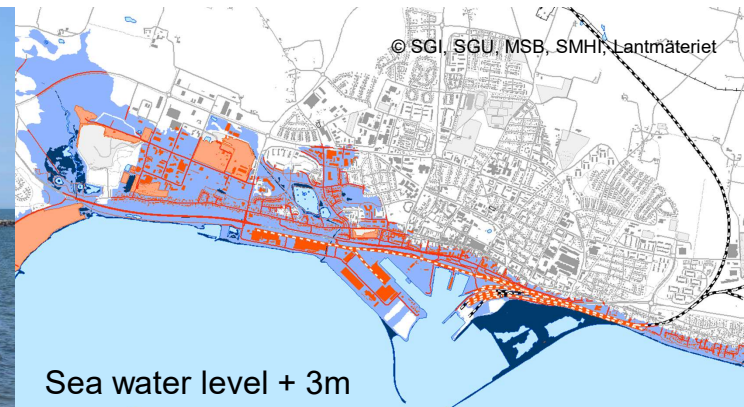 © SGI, SGU, MSB, SMHI, Lantmäteriet
Sea water level + 3m